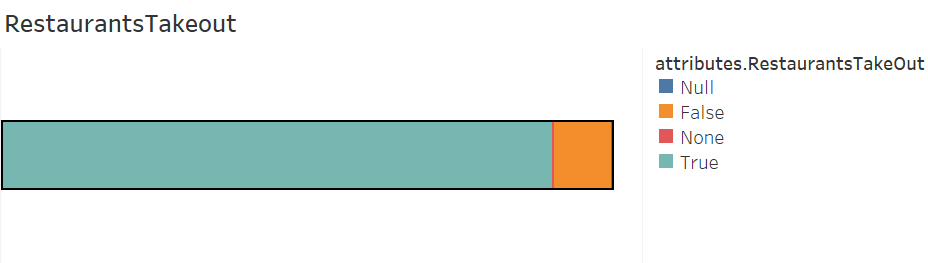 RestaurantsTakeout
attributes.RestaurantsTakeOut
Null
False
None
True